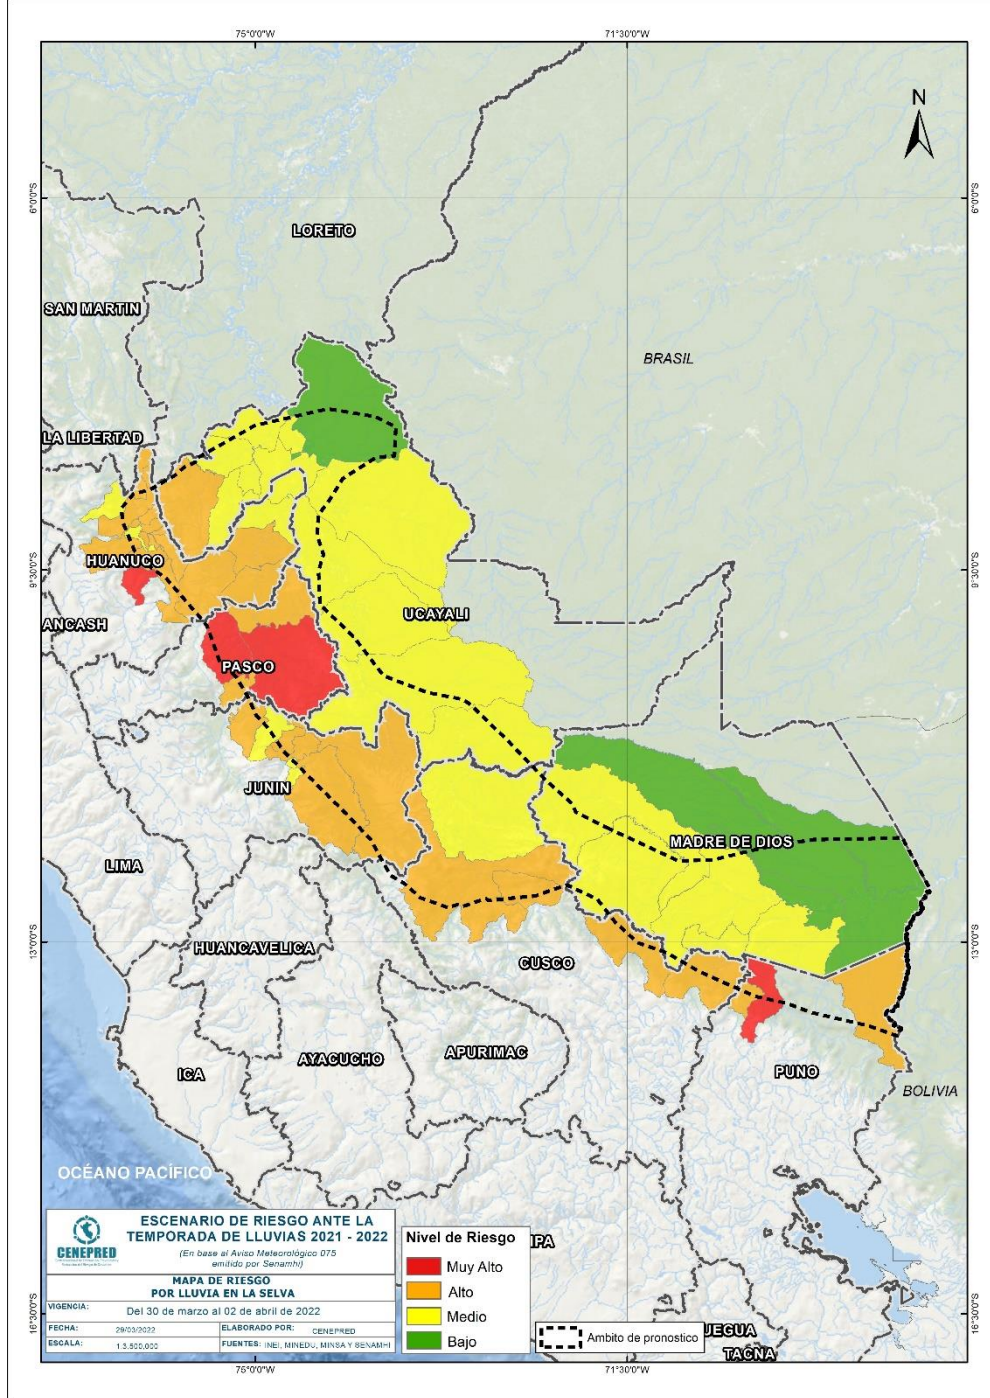 75°0'0"W
71°30'0"W
N
6°0'0"S
6°0'0"S
LORETO
SAN MARTIN
BRASIL
LA LIBERTAD
HUANUCO
9°30'0"S
9°30'0"S
UCAYALI
ANCASH
PASCO
JUNIN
MADRE DE DIOS
LIMA
HUANCAVELICA
13°0'0"S
13°0'0"S
CUSCO
AYACUCHO
APURIMAC
ICA
PUNO
BOLIVIA
OCÉANO PACÍFICO
CENEPRED
ESCENARIO DE RIESGO ANTE LA
TEMPORADA DE LLUVIAS 2021 - 2022
(En base al Aviso Meteorológico 075
emitido por Senamhi)
MAPA DE RIESGO
POR LLUVIA EN LA SELVA
VIGENCIA: Del 30 de marzo al 02 de abril de 2022
FECHA: 29/03/2022 ELABORADO POR: CENEPRED
ESCALA: 1:3,500,000 FUENTES: INEI, MINEDU, MINSA Y SENAMHI
Nivel de Riesgo
Muy Alto
Alto
Medio
Bajo
IPA
Ambito de pronostico
UEGUA
TACNA
16°30'0"S
16°30'0"S
75°0'0"W
71°30'0"W